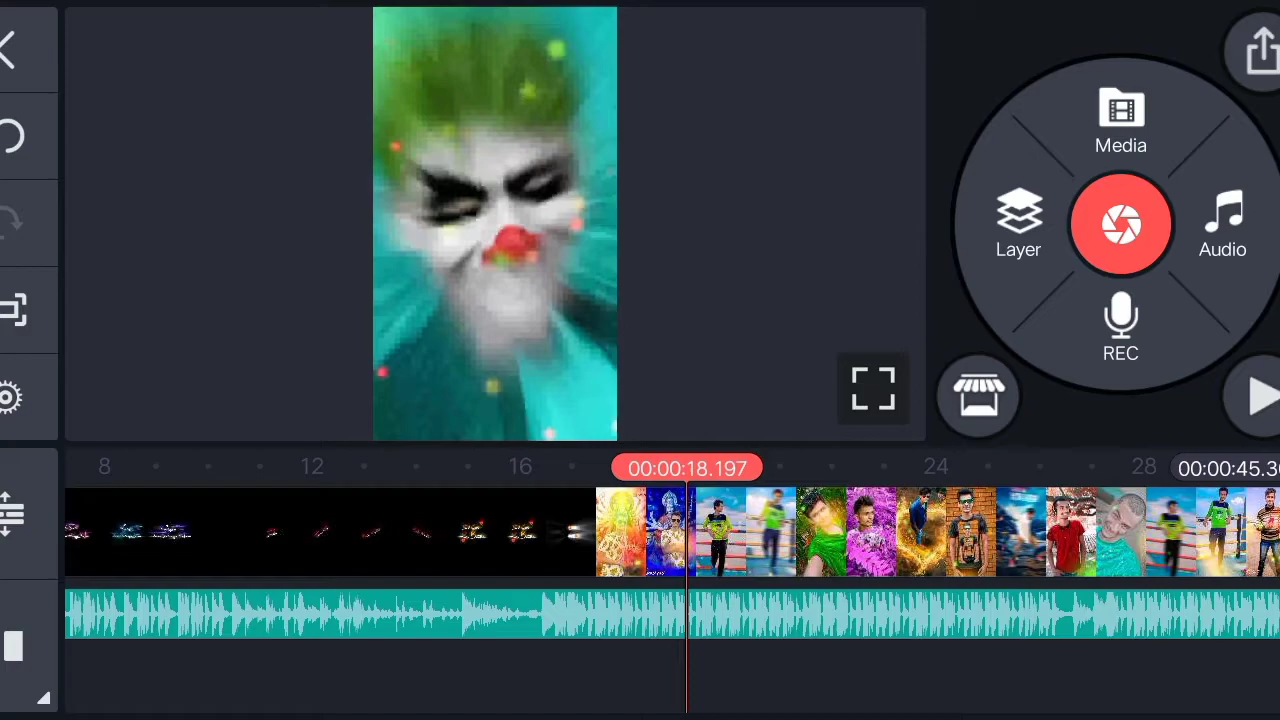 Media
Layer
Audio
REC
8
12
16
00:00:18.197
24
28
00:00:45.3